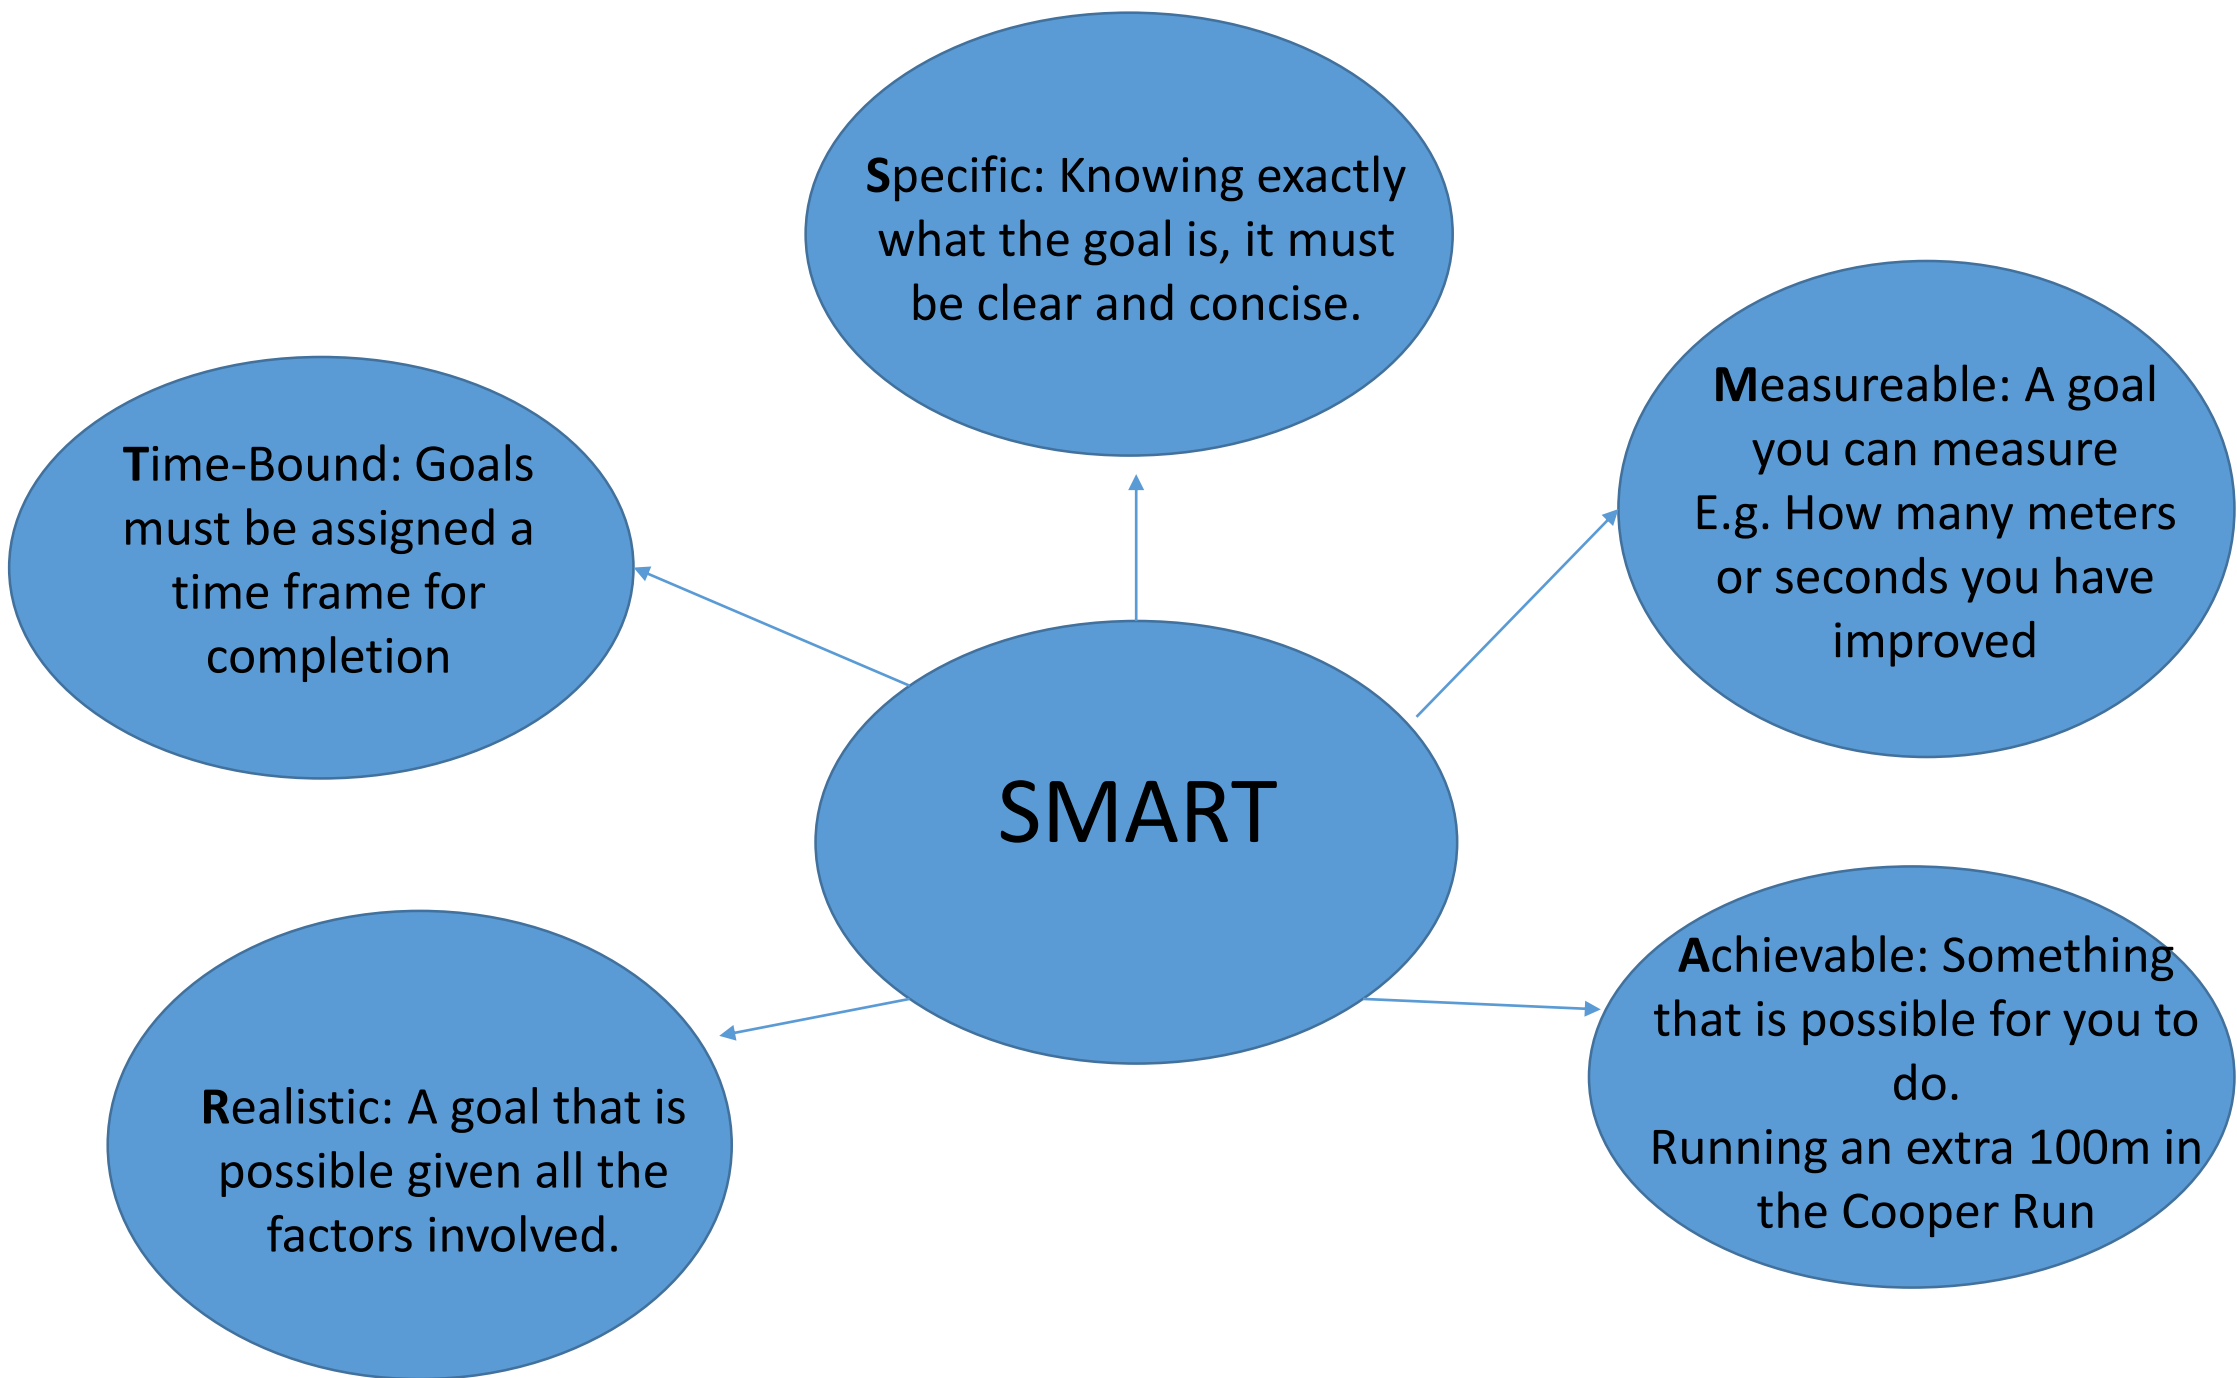 Specific: Knowing exactly
what the goal is, it must
be clear and concise.
Measureable: A goal
you can measure
E.g. How many meters
or seconds you have
improved
Time-Bound: Goals
must be assigned a
time frame for
completion
SMART
Achievable: Something
that is possible for you to
do.
Running an extra 100m in
the Cooper Run
Realistic: A goal that is
possible given all the
factors involved.